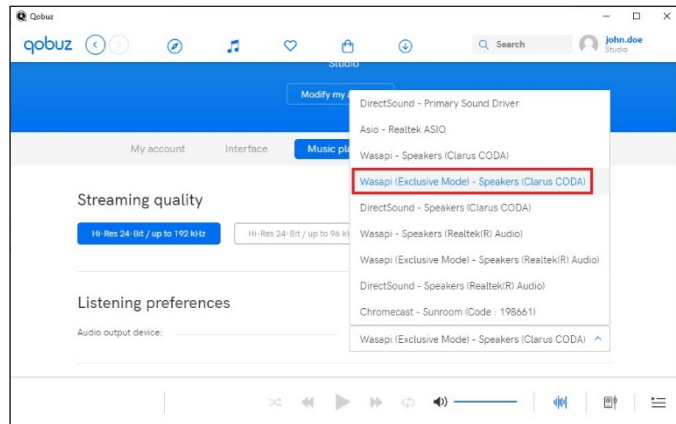 Qobuz
qobuz
Search
john.doe
Studio
Studio
Modify my a
My account Interface Music pla
Streaming quality
Hi-Res 24-Bit / up to 192 kHz
Hi-Res 24-Bit / up to 96 kH
Listening preferences
Audio output device:
DirectSound - Primary Sound Driver
Asio - Realtek ASIO
Wasapi - Speakers (Clarus CODA)
Wasapi (Exclusive Mode) - Speakers (Clarus CODA)
DirectSound - Speakers (Clarus CODA)
Wasapi - Speakers (Realtek(R) Audio)
Wasapi (Exclusive Mode) - Speakers (Realtek(R) Audio)
DirectSound - Speakers (Realtek(R) Audio)
Chromecast - Sunroom (Code : 198661)
Wasapi (Exclusive Mode) - Speakers (Clarus CODA)